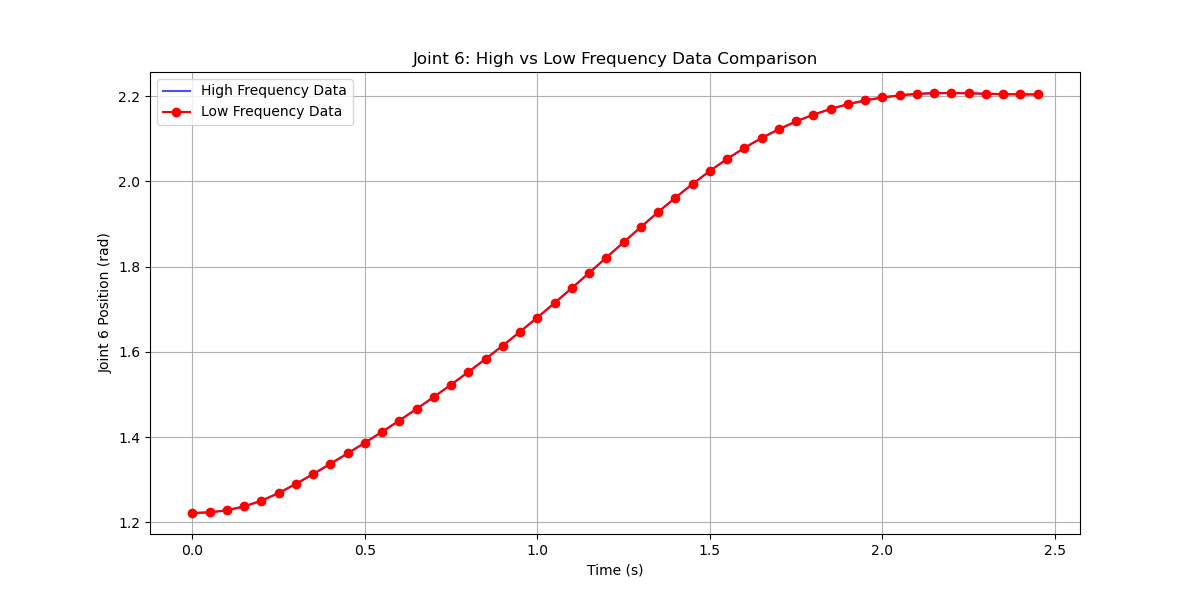 Joint 6: High vs Low Frequency Data Comparison
High Frequency Data
Low Frequency Data
Joint 6 Position (rad)
2.2
2.0
1.8
1.6
1.4
1.2
0.0 0.5 1.0 1.5 2.0 2.5
Time (s)